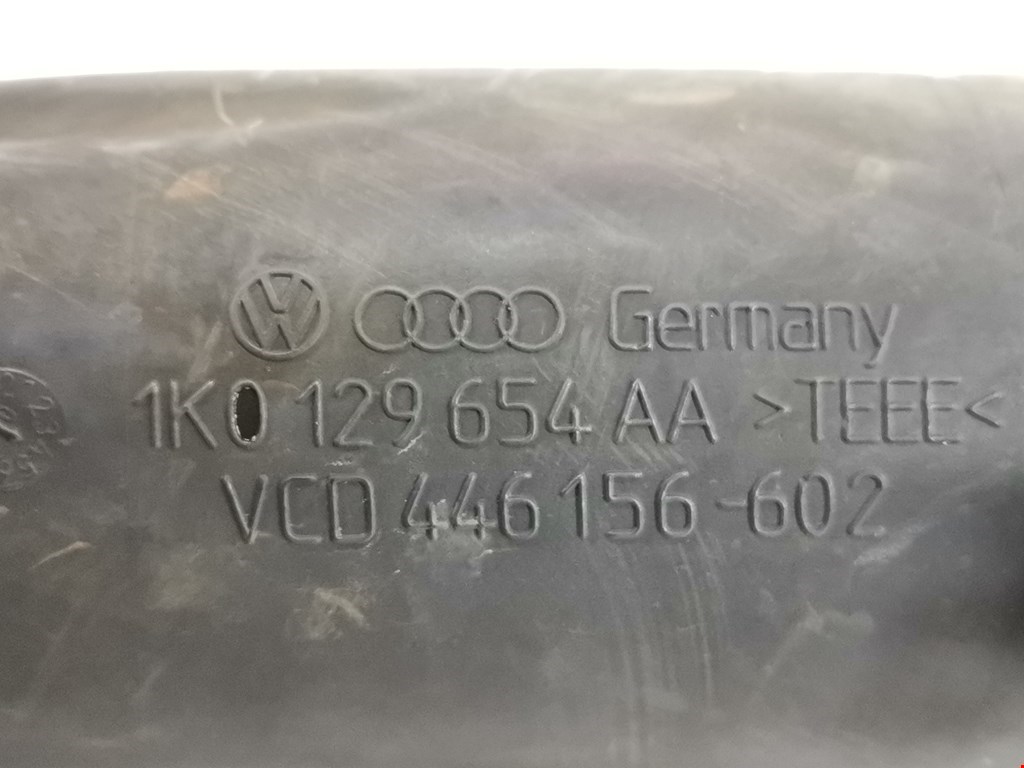 Germany
1K0 129 654 AA >TEEE<
VCD 446 156-602